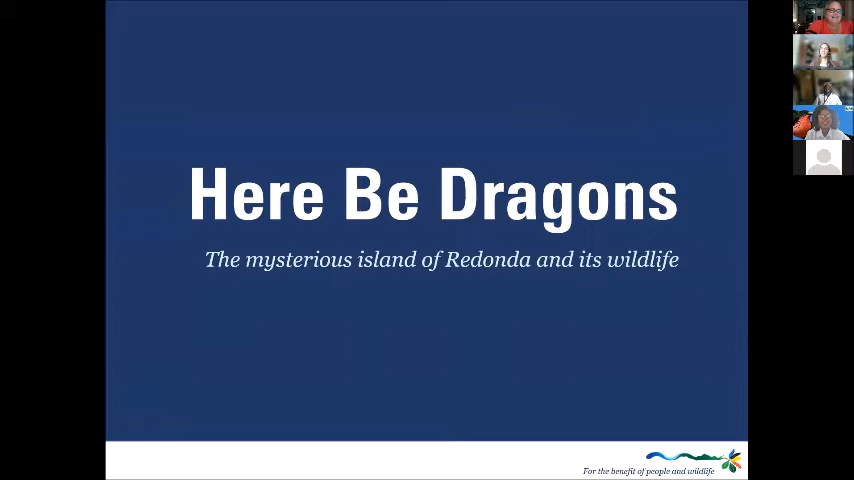 Here Be Dragons
The mysterious island of Redonda and its wildlife
For the benefit of people and wildlife